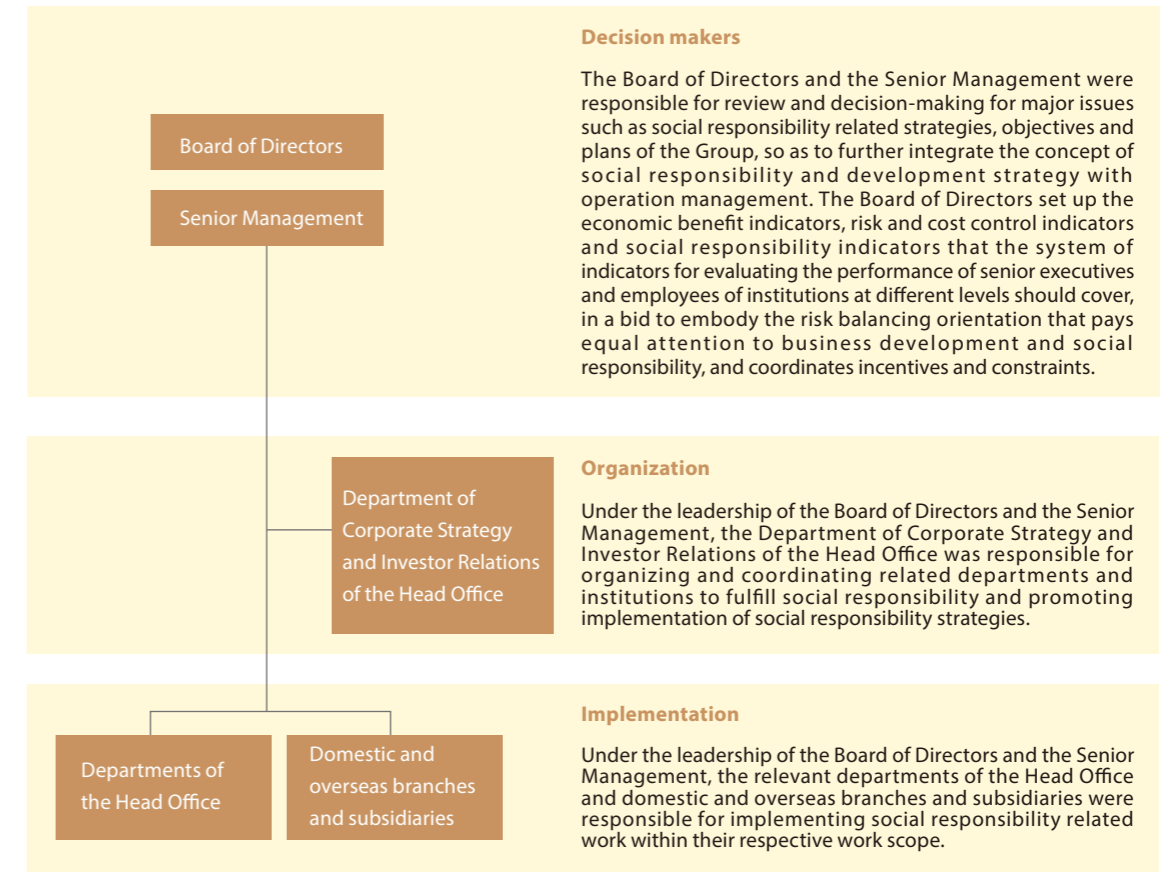 Decision makers
The Board of Directors and the Senior Management were
responsible for review and decision-making for major issues
such as social responsibility related strategies, objectives and
plans of the Group, so as to further integrate the concept of
social responsibility and development strategy with
operation management. The Board of Directors set up the
economic benefit indicators, risk and cost control indicators
and social responsibility indicators that the system of
indicators for evaluating the performance of senior executives
and employees of institutions at different levels should cover,
in a bid to embody the risk balancing orientation that pays
equal attention to business development and social
responsibility, and coordinates incentives and constraints.
Board of Directors
Senior Management
Department of
Corporate Strategy
and Investor Relations
of the Head Office
Organization
Under the leadership of the Board of Directors and the Senior
Management, the Department of Corporate Strategy and
Investor Relations of the Head Office was responsible for
organizing and coordinating related departments and
institutions to fulfill social responsibility and promoting
implementation of social responsibility strategies.
Departments of
the Head Office
Domestic and
overseas branches
and subsidiaries
Implementation
Under the leadership of the Board of Directors and the Senior
Management, the relevant departments of the Head Office
and domestic and overseas branches and subsidiaries were
responsible for implementing social responsibility related
work within their respective work scope.